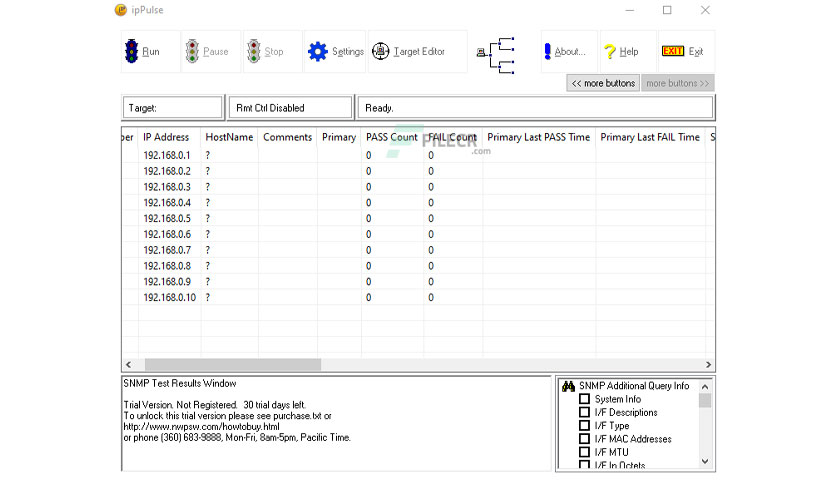 ipPulse
Run Pause Stop Settings Target Editor About... Help EXIT Exit
<< more buttons more buttons >>
Target: Rmt Ctrl Disabled Ready.
ber IP Address HostName Comments Primary PASS Count FAIL Count Primary Last PASS Time Primary Last FAIL Time S
FILECR
.com
192.168.0.1 ? 0 0
192.168.0.2 ? 0 0
192.168.0.3 ? 0 0
192.168.0.4 ? 0 0
192.168.0.5 ? 0 0
192.168.0.6 ? 0 0
192.168.0.7 ? 0 0
192.168.0.8 ? 0 0
192.168.0.9 ? 0 0
192.168.0.10 ? 0 0
SNMP Test Results Window
Trial Version. Not Registered. 30 trial days left.
To unlock this trial version please see purchase.txt or
http://www.nwpsw.com/howtobuy.html
or phone (360) 683-9888, Mon-Fri, 8am-5pm, Pacific Time.
SNMP Additional Query Info
System Info
I/F Descriptions
I/F Type
I/F MAC Addresses
I/F MTU
I/F In Octets